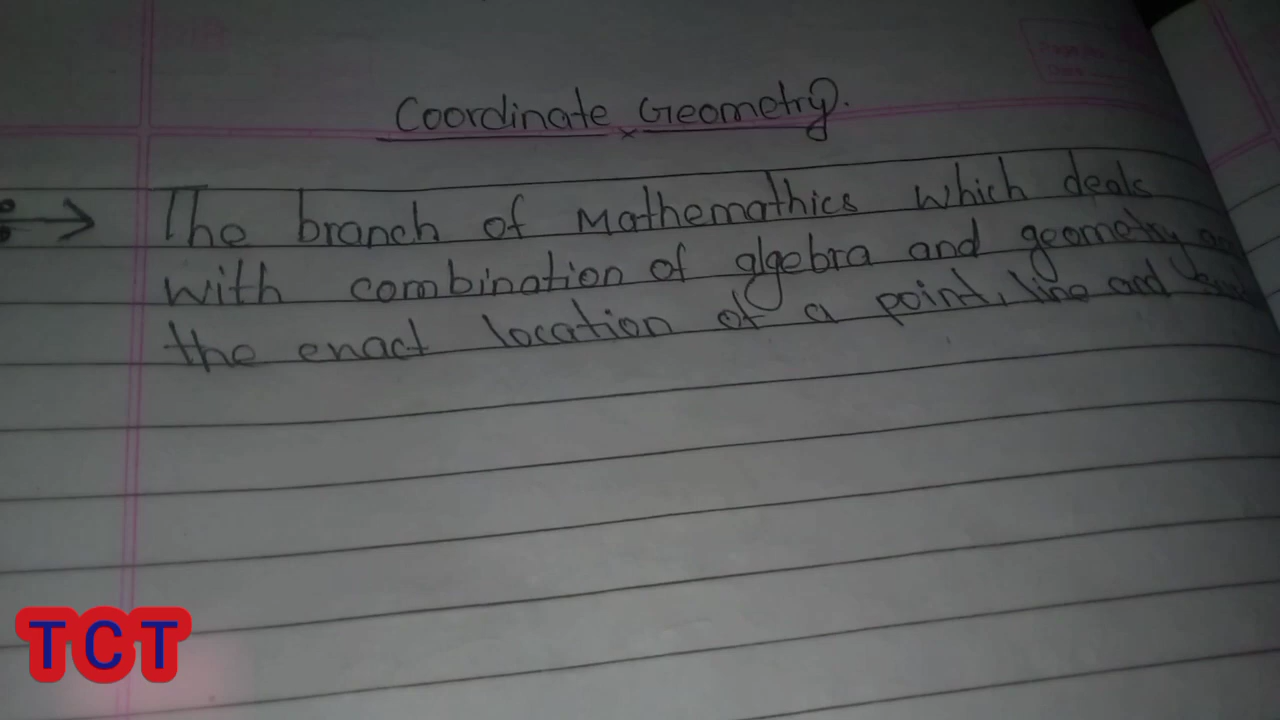 Coordinate Geometry.
The branch of Mathemathics which deals
with combination of algebra and geometry
the enact location of a point, line and
TCT